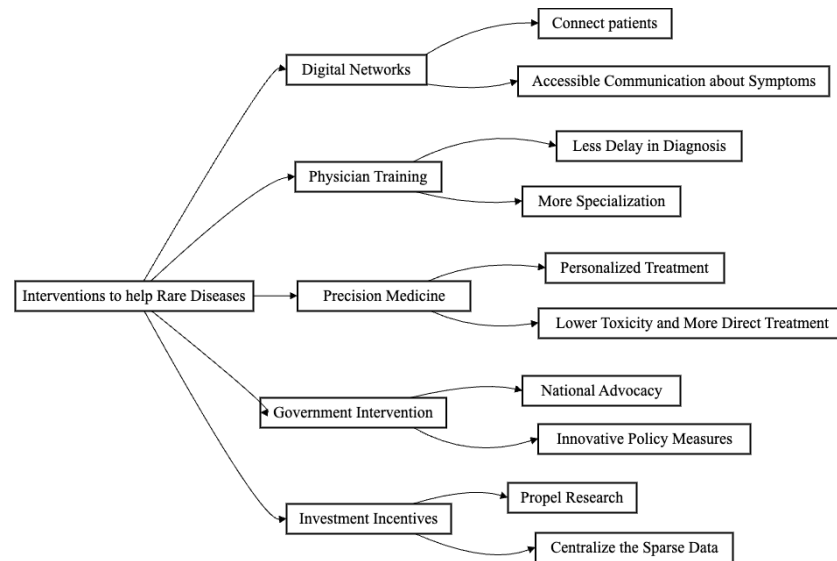 Connect patients
Digital Networks
Accessible Communication about Symptoms
Less Delay in Diagnosis
Physician Training
More Specialization
Personalized Treatment
Interventions to help Rare Diseases
Precision Medicine
Lower Toxicity and More Direct Treatment
National Advocacy
Government Intervention
Innovative Policy Measures
Propel Research
Investment Incentives
Centralize the Sparse Data